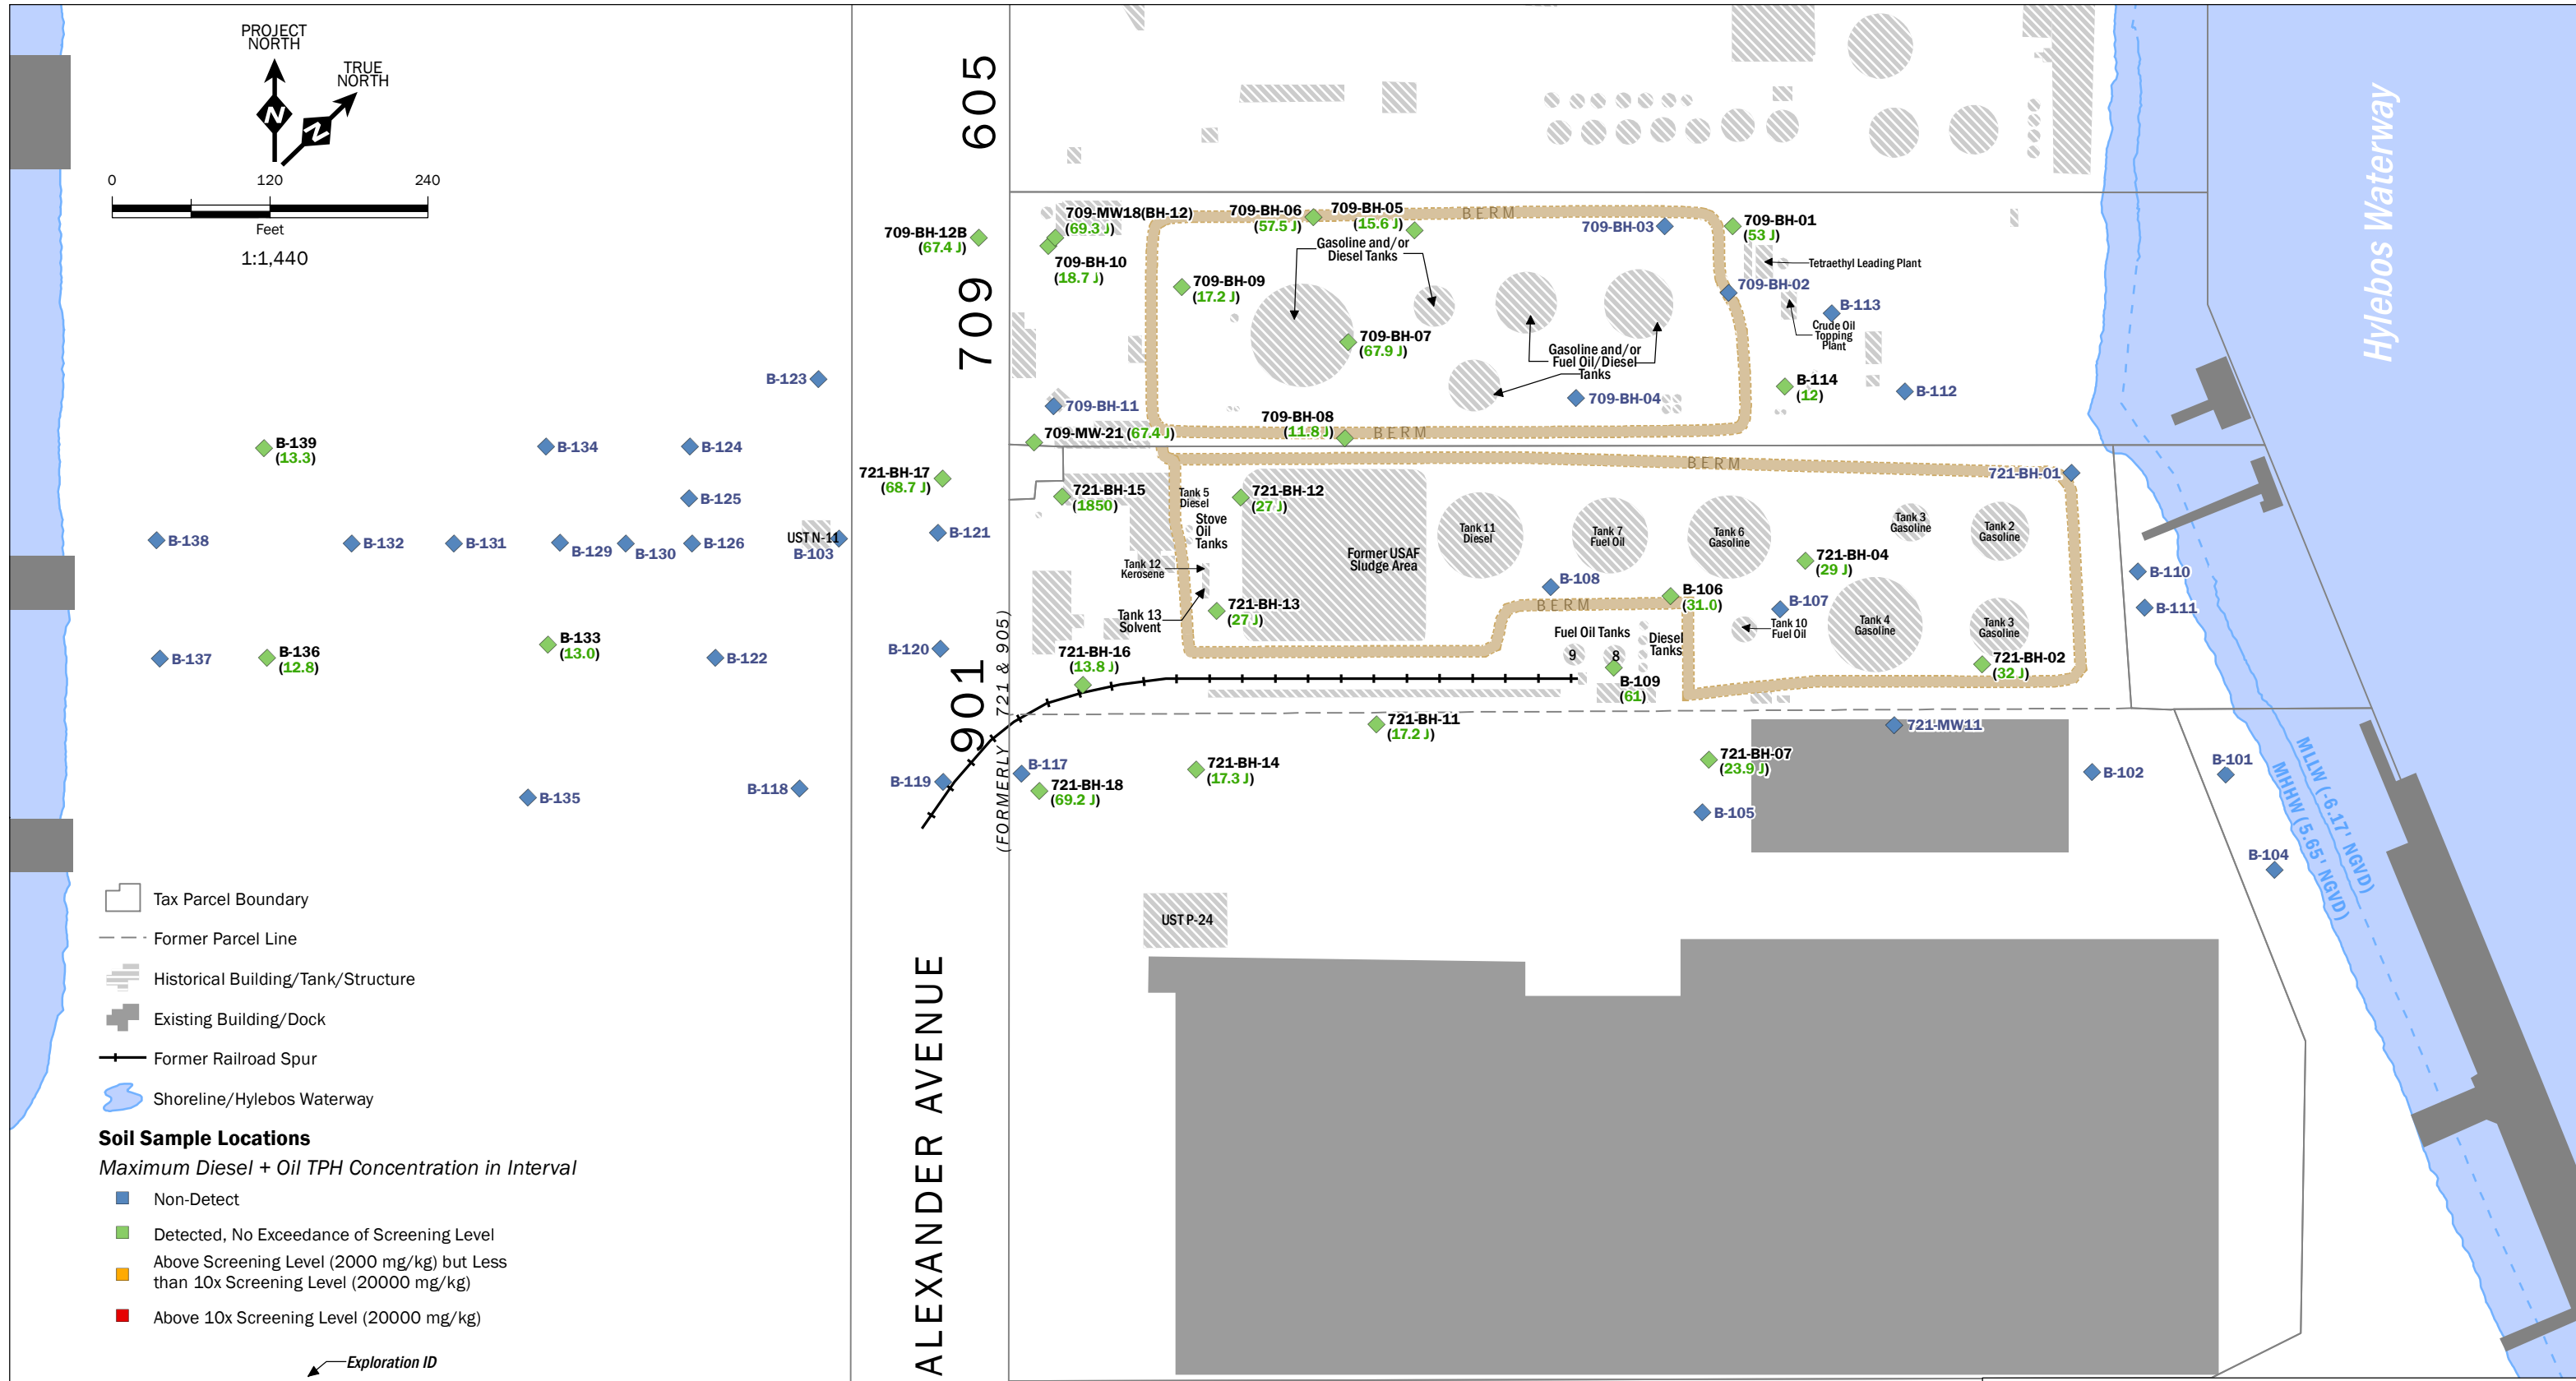 PROJECT
NORTH
TRUE
NORTH
N
N
0
120
240
Feet
1:1,440
605
709
901
(FORMERLY 721 & 905)
ALEXANDER AVENUE
Hylebos Waterway
MLLW (-6.17' NGVD)
MHHW (5.65' NGVD)
709-BH-12B
(67.4 J)
709-MW18(BH-12)
(69.3 J)
709-BH-10
(18.7 J)
709-BH-06
(57.5 J)
709-BH-05
(15.6 J)
BERM
709-BH-03
709-BH-01
(53 J)
Gasoline and/or
Diesel Tanks
Tetraethyl Leading Plant
709-BH-09
(17.2 J)
709-BH-02
B-113
Crude Oil
Topping
Plant
709-BH-07
(67.9 J)
Gasoline and/or
Fuel Oil/Diesel
Tanks
B-123
B-114
(12)
B-112
709-BH-11
709-BH-04
709-BH-08
(11.8 J)
BERM
709-MW-21 (67.4 J)
B-139
(13.3)
B-134
B-124
B-125
721-BH-17
(68.7 J)
721-BH-15
(1850)
Tank 5
Diesel
721-BH-12
(27 J)
BERM
721-BH-01
Stove
Oil
Tanks
Tank 11
Diesel
Tank 7
Fuel Oil
Tank 6
Gasoline
Tank 3
Gasoline
Tank 2
Gasoline
B-138
B-132
B-131
B-129
B-130
B-126
UST N-11
B-103
B-121
Former USAF
Sludge Area
Tank 12
Kerosene
721-BH-04
(29 J)
B-108
B-106
(31.0)
BERM
B-107
B-110
B-111
721-BH-13
(27 J)
Tank 13
Solvent
Tank 10
Fuel Oil
Tank 4
Gasoline
Tank 3
Gasoline
Fuel Oil Tanks
9
8
Diesel
Tanks
B-137
B-136
(12.8)
B-133
(13.0)
B-122
B-120
721-BH-16
(13.8 J)
B-109
(61)
721-BH-02
(32 J)
721-BH-11
(17.2 J)
721-MW11
B-135
B-118
B-119
B-117
721-BH-18
(69.2 J)
721-BH-14
(17.3 J)
721-BH-07
(23.9 J)
B-105
B-102
B-101
B-104
UST P-24
Tax Parcel Boundary
Former Parcel Line
Historical Building/Tank/Structure
Existing Building/Dock
Former Railroad Spur
Shoreline/Hylebos Waterway
Soil Sample Locations
Maximum Diesel + Oil TPH Concentration in Interval
Non-Detect
Detected, No Exceedance of Screening Level
Above Screening Level (2000 mg/kg) but Less
than 10x Screening Level (20000 mg/kg)
Above 10x Screening Level (20000 mg/kg)
Exploration ID